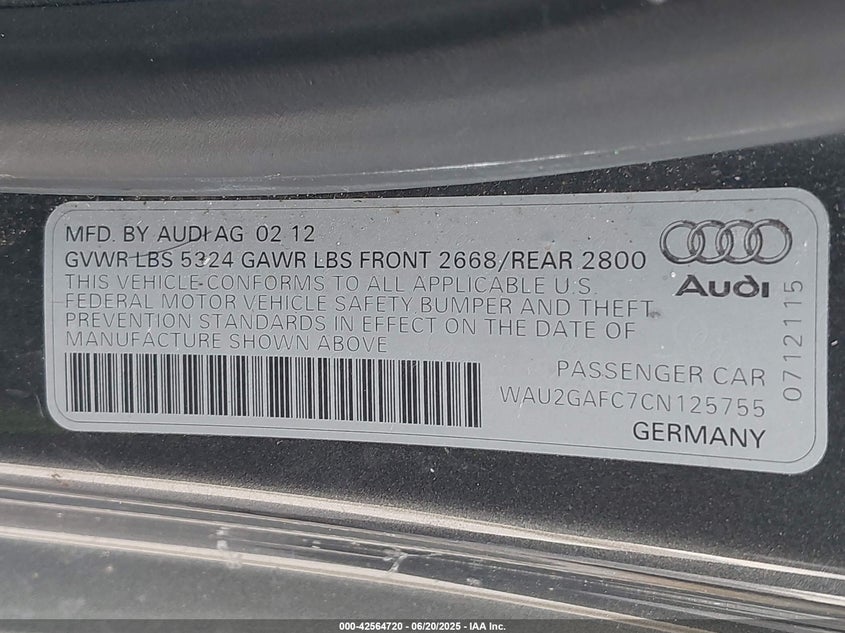 MFD. BY AUDI AG 02 12
GVWR LBS 5324 GAWR LBS FRONT 2668/REAR 2800
THIS VEHICLE CONFORMS TO ALL APPLICABLE U.S.
FEDERAL MOTOR VEHICLE SAFETY, BUMPER AND THEFT
PREVENTION STANDARDS IN EFFECT ON THE DATE OF
MANUFACTURE SHOWN ABOVE
Audi
0712115
PASSENGER CAR
WAU2GAFC7CN125755
GERMANY
000-42564720 - 06/20/2025 - IAA Inc.